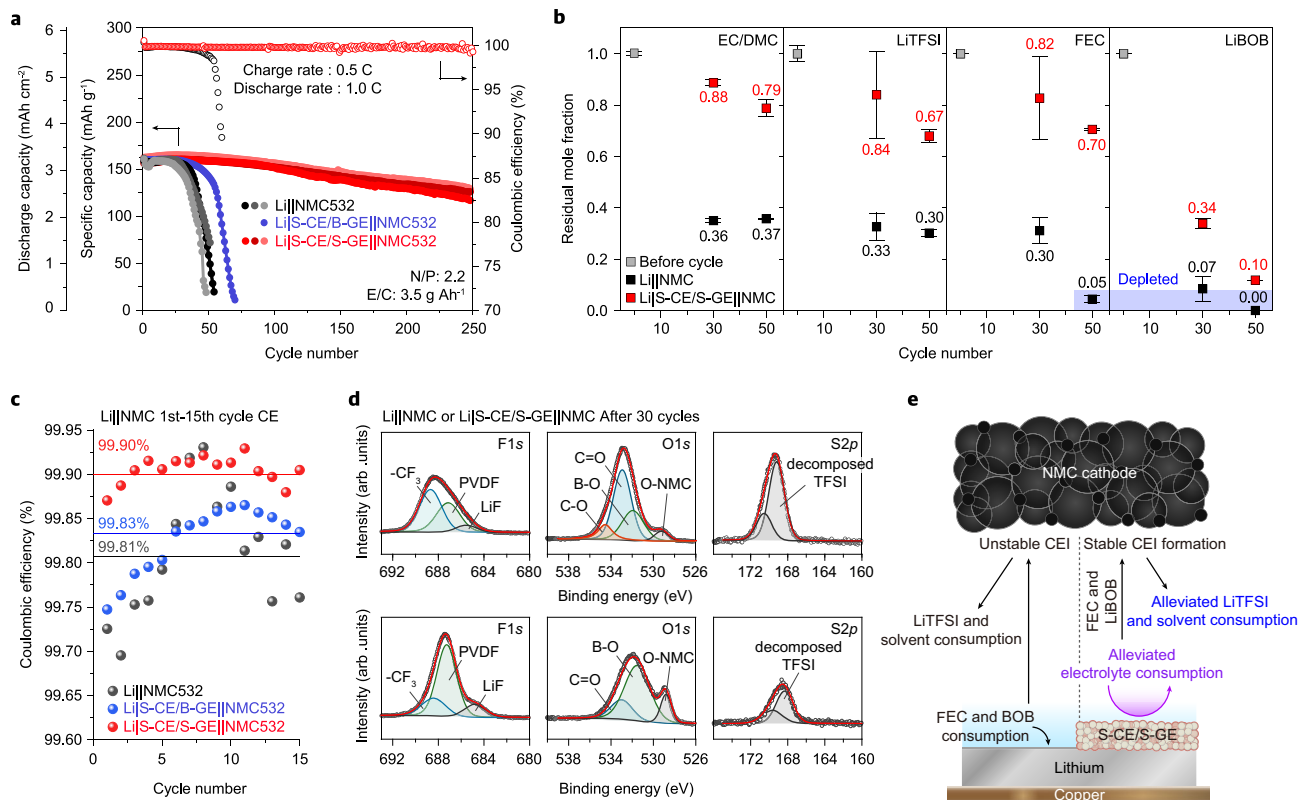 a
Discharge capacity (mAh cm⁻²)
6
5
4
3
2
1
0
Specific capacity (mAh g⁻¹)
300
275
250
225
200
175
150
125
100
75
50
25
0
Charge rate : 0.5 C
Discharge rate : 1.0 C
Li||NMC532
Li|S-CE/B-GE||NMC532
Li|S-CE/S-GE||NMC532
N/P: 2.2
E/C: 3.5 g Ah⁻¹
100
95
90
85
80
75
70
Coulombic efficiency (%)
0 50 100 150 200 250
Cycle number
b
Residual mole fraction
1.0
0.8
0.6
0.4
0.2
0.0
EC/DMC
0.88
0.79
0.36
0.37
Before cycle
Li||NMC
Li|S-CE/S-GE||NMC
LiTFSI
0.84
0.67
0.33
0.30
FEC
0.82
0.70
0.30
0.05
Depleted
LiBOB
0.34
0.10
0.07
0.00
10 30 50 10 30 50 10 30 50 10 30 50
Cycle number
c
Li||NMC 1st-15th cycle CE
Coulombic efficiency (%)
99.95
99.90
99.85
99.80
99.75
99.70
99.65
99.60
99.90%
99.83%
99.81%
Li||NMC532
Li|S-CE/B-GE||NMC532
Li|S-CE/S-GE||NMC532
0 5 10 15
Cycle number
d
Li||NMC or Li|S-CE/S-GE||NMC After 30 cycles
Intensity (arb .units)
F1s
-CF₃
PVDF
LiF
692 688 684 680
O1s
C=O
B-O
C-O
O-NMC
538 534 530 526
S2p
decomposed
TFSI
172 168 164 160
Binding energy (eV)
Intensity (arb .units)
F1s
-CF₃
PVDF
LiF
692 688 684 680
O1s
B-O
C=O
O-NMC
538 534 530 526
S2p
decomposed
TFSI
172 168 164 160
Binding energy (eV)
e
NMC cathode
Unstable CEI
Stable CEI formation
LiTFSI and
solvent consumption
FEC and
LiBOB
Alleviated LiTFSI
and solvent consumption
Alleviated
electrolyte consumption
FEC and BOB
consumption
S-CE/S-GE
Lithium
Copper